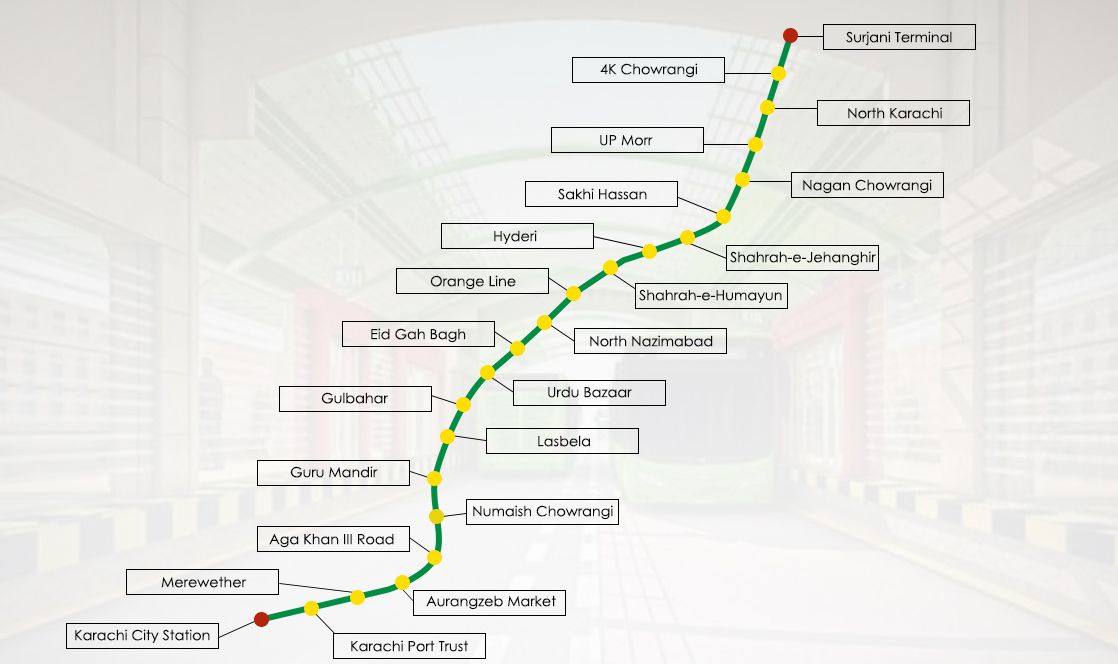 Surjani Terminal
4K Chowrangi
North Karachi
UP Morr
Nagan Chowrangi
Sakhi Hassan
Shahrah-e-Jehanghir
Hyderi
Shahrah-e-Humayun
Orange Line
North Nazimabad
Eid Gah Bagh
Urdu Bazaar
Gulbahar
Lasbela
Guru Mandir
Numaish Chowrangi
Aga Khan III Road
Aurangzeb Market
Merewether
Karachi Port Trust
Karachi City Station